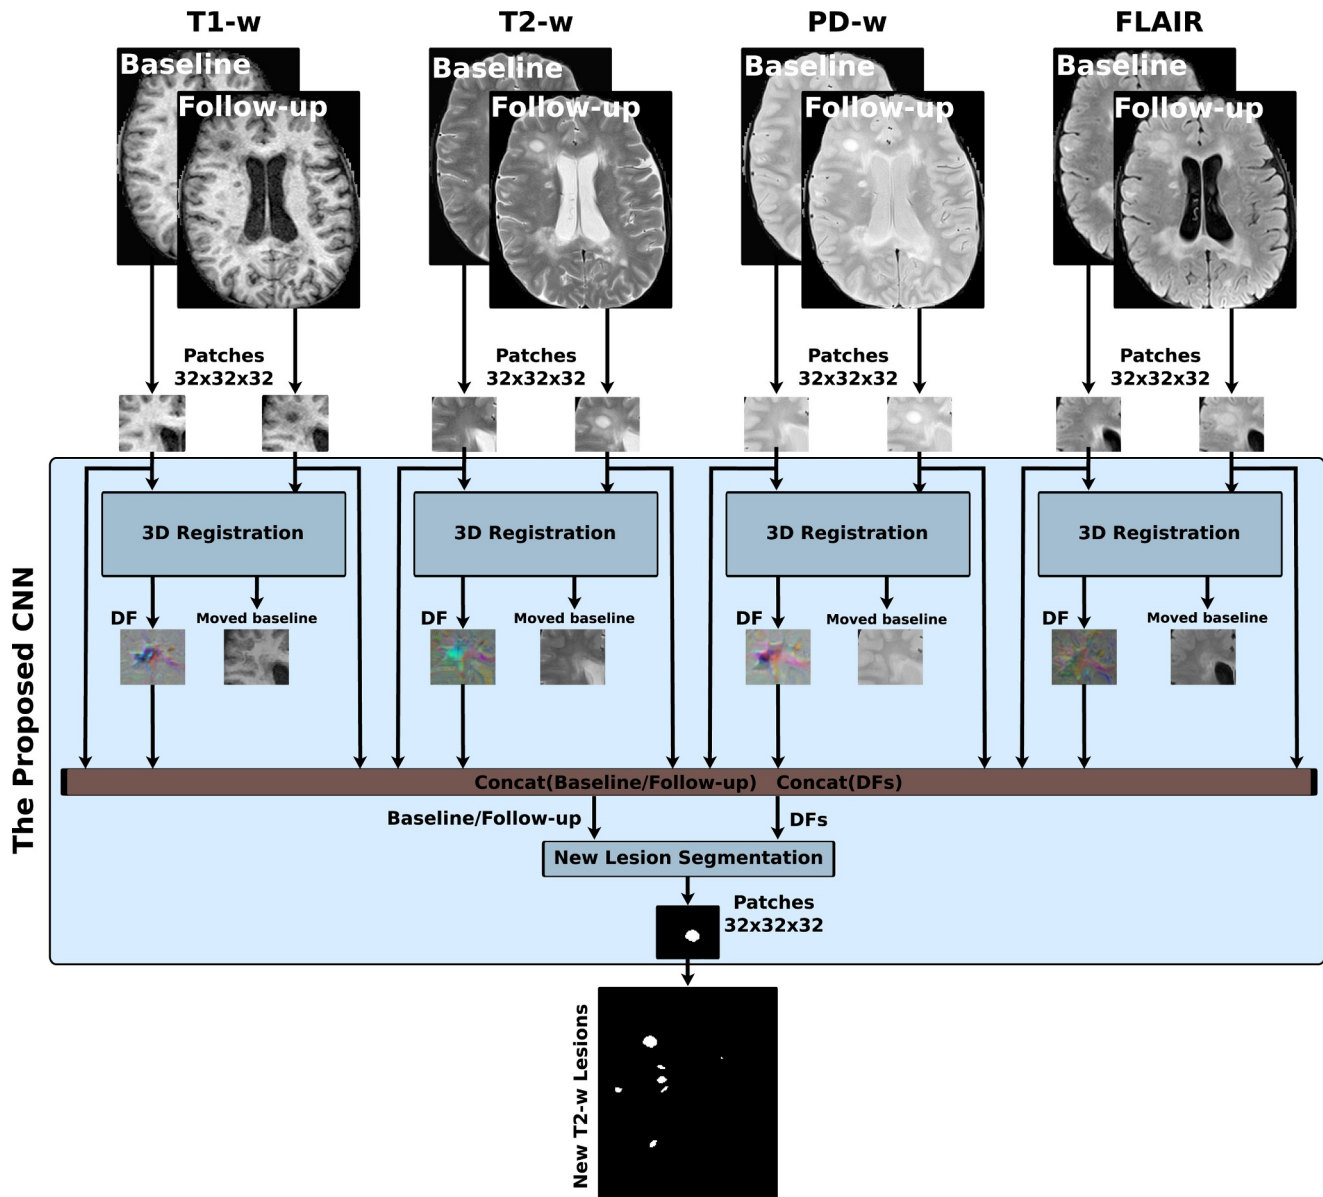 T1-w T2-w PD-w FLAIR
Baseline Baseline Baseline Baseline
Follow-up Follow-up Follow-up Follow-up
Patches Patches Patches Patches
32x32x32 32x32x32 32x32x32 32x32x32
The Proposed CNN
3D Registration 3D Registration 3D Registration 3D Registration
DF Moved baseline DF Moved baseline DF Moved baseline DF Moved baseline
Concat(Baseline/Follow-up) Concat(DFs)
Baseline/Follow-up DFs
New Lesion Segmentation
Patches
32x32x32
New T2-w Lesions